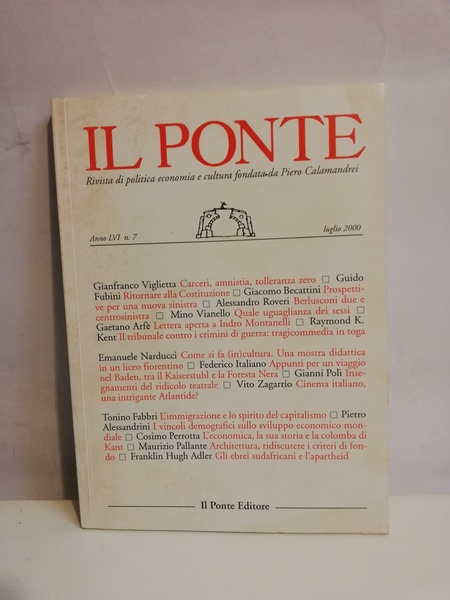 IL PONTE
Rivista di politica economia e cultura fondata da Piero Calamandrei
Anno LVI n. 7 luglio 2000
Gianfranco Viglietta Carceri, amnistia, tolleranza zero □ Guido
Fubini Ritornare alla Costituzione □ Giacomo Becattini Prospetti-
ve per una nuova sinistra □ Alessandro Roveri Berlusconi due e
centrosinistra □ Mino Vianello Quale uguaglianza dei sessi □
Gaetano Arfè Lettera aperta a Indro Montanelli □ Raymond K.
Kent Il tribunale contro i crimini di guerra: tragicommedia in toga
Emanuele Narducci Come si fa (in)cultura. Una mostra didattica
in un liceo fiorentino □ Federico Italiano Appunti per un viaggio
nel Baden, tra il Kaiserstuhl e la Foresta Nera □ Gianni Poli Inse-
gnamenti del ridicolo teatrale □ Vito Zagarrio Cinema italiano,
una intrigante Atlantide?
Tonino Fabbri L'immigrazione e lo spirito del capitalismo □ Pietro
Alessandrini I vincoli demografici sullo sviluppo economico mon-
diale □ Cosimo Perrotta L'economica, la sua storia e la colomba di
Kant □ Maurizio Pallante Architettura, ridiscutere i criteri di fon-
do □ Franklin Hugh Adler Gli ebrei sudafricani e l'apartheid
Il Ponte Editore